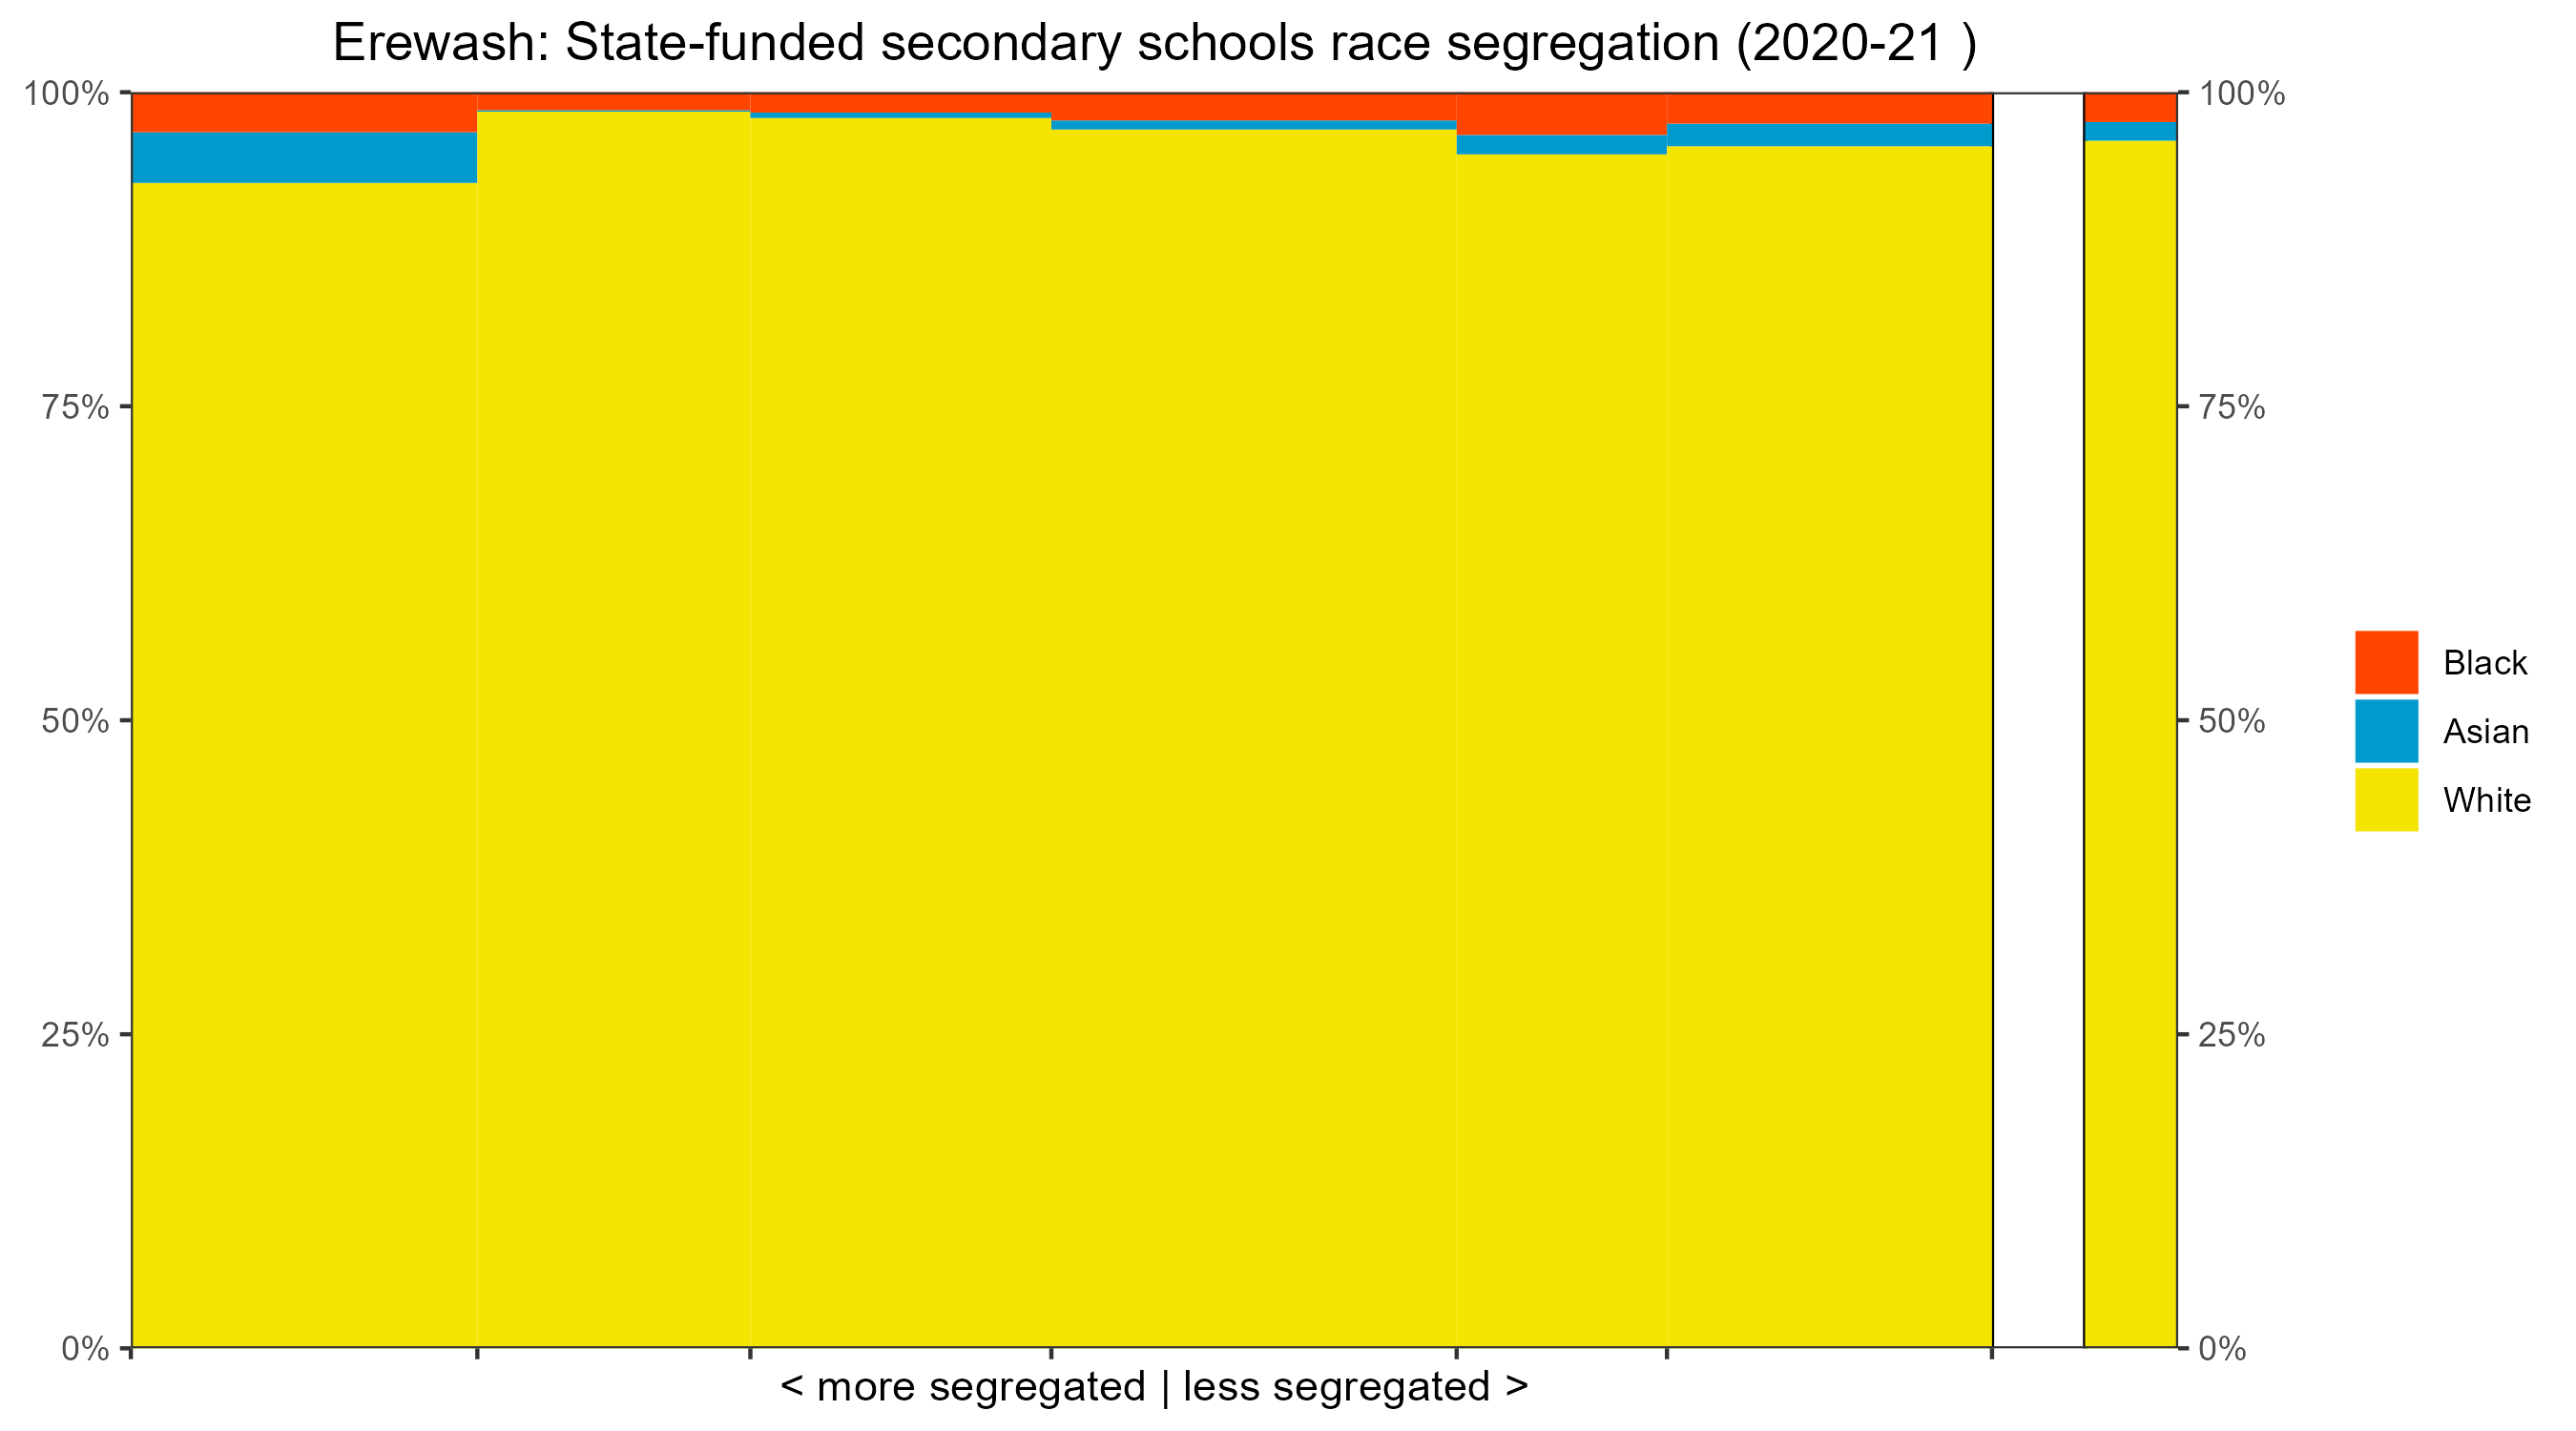 Erewash: State-funded secondary schools race segregation (2020-21 )
100%
75%
50%
25%
0%
100%
75%
50%
25%
0%
Black
Asian
White
< more segregated | less segregated >